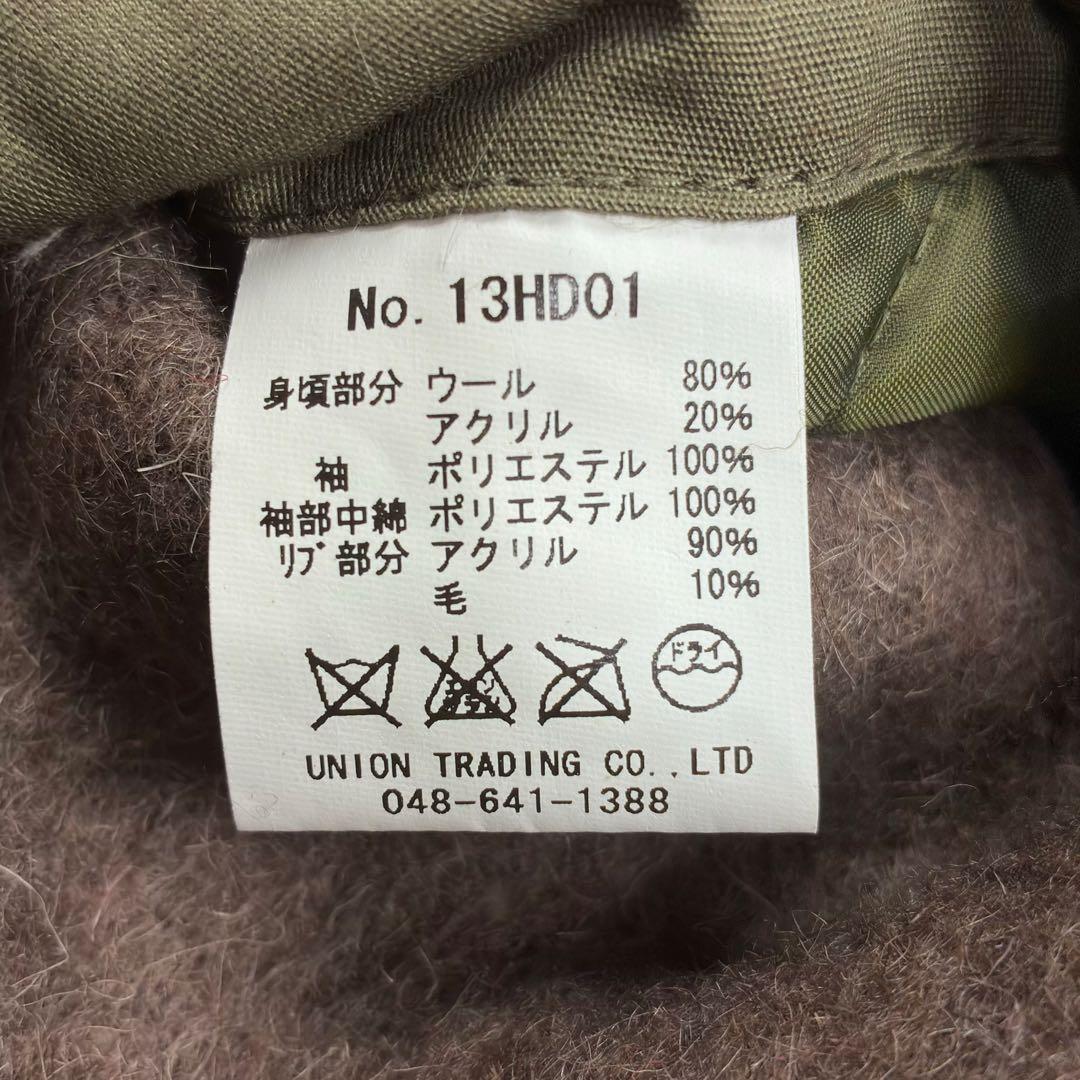 No. 13HD01
身頃部分 ウール 80%
アクリル 20%
袖 ポリエステル 100%
袖部中綿 ポリエステル 100%
ﾘﾌﾞ部分 アクリル 90%
毛 10%
ドライ
UNION TRADING CO.,LTD
048-641-1388